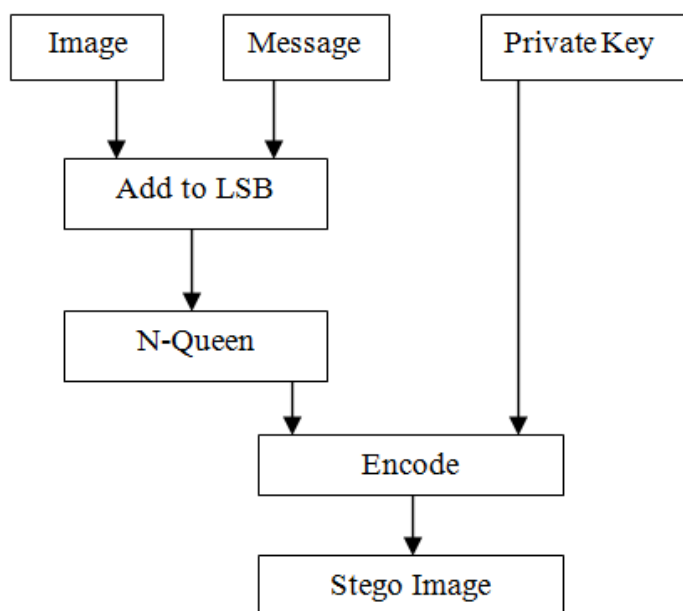 Image
Message
Private Key
Add to LSB
N-Queen
Encode
Stego Image